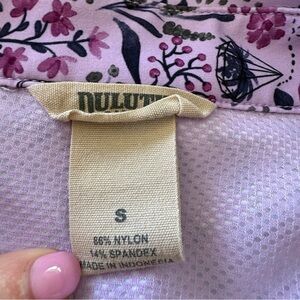 DULUTH
S
86% NYLON
14% SPANDEX
MADE IN INDONESIA